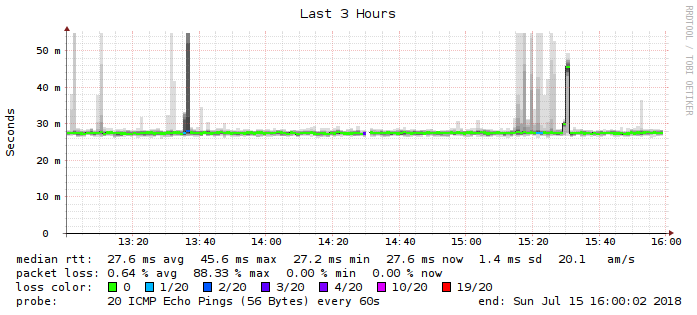 Last 3 Hours
RRDTOOL / TOBI OETIKER
Seconds
50 m
40 m
30 m
20 m
10 m
0
13:20 13:40 14:00 14:20 14:40 15:00 15:20 15:40 16:00
median rtt: 27.6 ms avg 45.6 ms max 27.2 ms min 27.6 ms now 1.4 ms sd 20.1 am/s
packet loss: 0.64 % avg 88.33 % max 0.00 % min 0.00 % now
loss color: 0 1/20 2/20 3/20 4/20 10/20 19/20
probe: 20 ICMP Echo Pings (56 Bytes) every 60s end: Sun Jul 15 16:00:02 2018